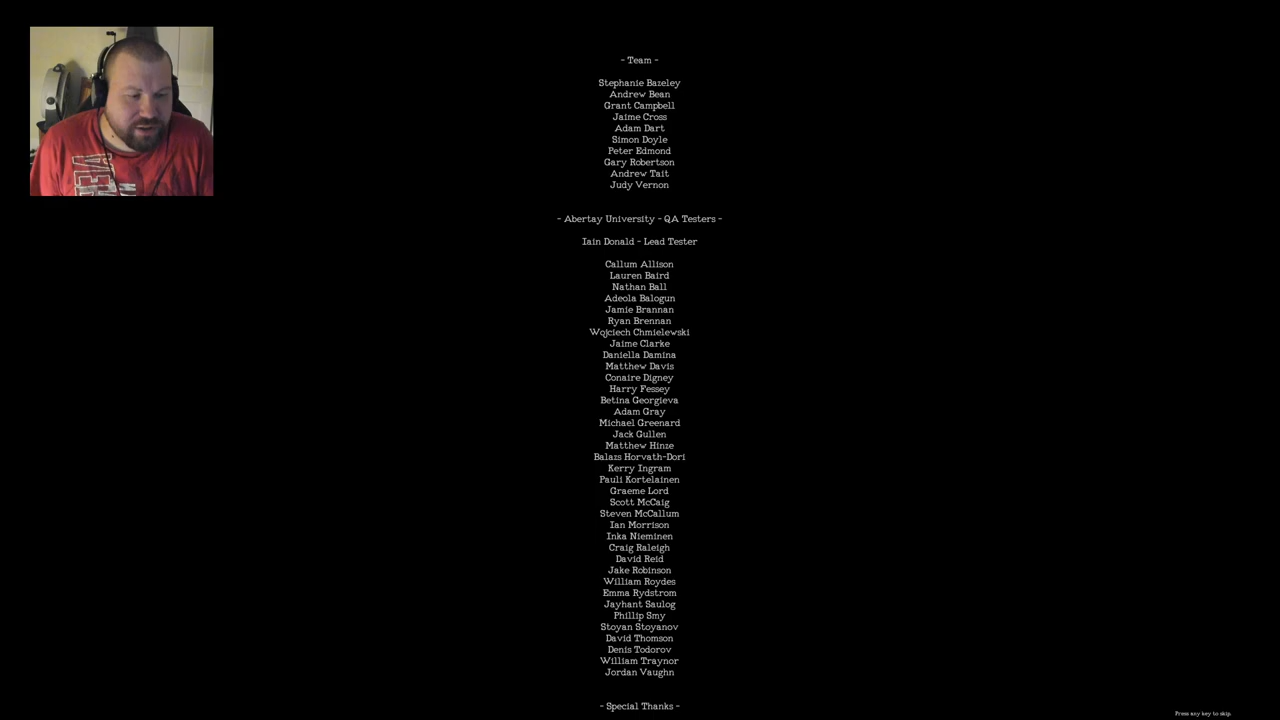 - Team -
Stephanie Bazeley
Andrew Bean
Grant Campbell
Jaime Cross
Adam Dart
Simon Doyle
Peter Edmond
Gary Robertson
Andrew Tait
Judy Vernon
- Abertay University - QA Testers -
Iain Donald - Lead Tester
Callum Allison
Lauren Baird
Nathan Ball
Adeola Balogun
Jamie Brannan
Ryan Brennan
Wojciech Chmielewski
Jaime Clarke
Daniella Damina
Matthew Davis
Conaire Digney
Harry Fessey
Betina Georgieva
Adam Gray
Michael Greenard
Jack Gullen
Matthew Hinze
Balazs Horvath-Dori
Kerry Ingram
Pauli Kortelainen
Graeme Lord
Scott McCaig
Steven McCallum
Ian Morrison
Inka Nieminen
Craig Raleigh
David Reid
Jake Robinson
William Roydes
Emma Rydstrom
Jayhant Saulog
Phillip Smy
Stoyan Stoyanov
David Thomson
Denis Todorov
William Traynor
Jordan Vaughn
- Special Thanks -
Press any key to skip.